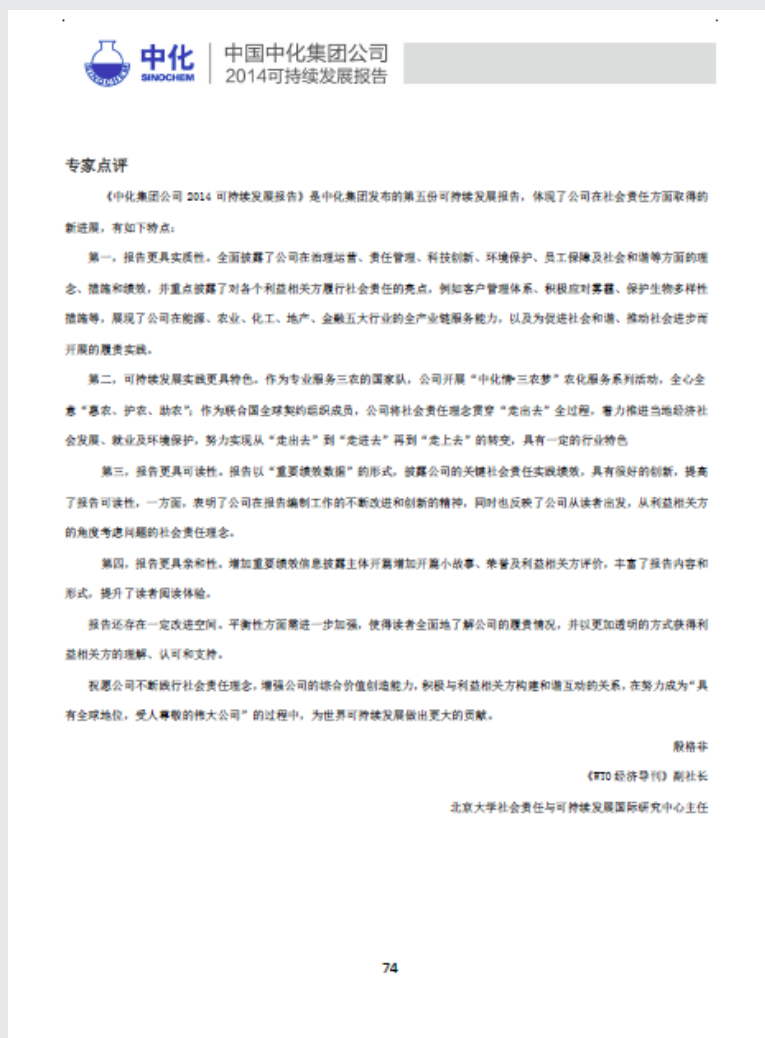 中化
SINOCHEM
SINOCHEM
中国中化集团公司
2014可持续发展报告
专家点评
《中化集团公司 2014 可持续发展报告》是中化集团发布的第五份可持续发展报告，体现了公司在社会责任方面取得的
新进展，有如下特点：
第一，报告更具实质性。全面披露了公司在治理运营、责任管理、科技创新、环境保护、员工保障及社会和谐等方面的理
念、措施和绩效，并重点披露了对各个利益相关方履行社会责任的亮点，例如客户管理体系、积极应对雾霾、保护生物多样性
措施等，展现了公司在能源、农业、化工、地产、金融五大行业的全产业链服务能力，以及为促进社会和谐、推动社会进步而
开展的履责实践。
第二，可持续发展实践更具特色。作为专业服务三农的国家队，公司开展“中化情•三农梦”农化服务系列活动，全心全
意“惠农、护农、助农”；作为联合国全球契约组织成员，公司将社会责任理念贯穿“走出去”全过程，着力推进当地经济社
会发展、就业及环境保护，努力实现从“走出去”到“走进去”再到“走上去”的转变，具有一定的行业特色
第三，报告更具可读性。报告以“重要绩效数据”的形式，披露公司的关键社会责任实践绩效，具有很好的创新，提高
了报告可读性，一方面，表明了公司在报告编制工作的不断改进和创新的精神，同时也反映了公司从读者出发，从利益相关方
的角度考虑问题的社会责任理念。
第四，报告更具亲和性。增加重要绩效信息披露主体开篇增加开篇小故事、荣誉及利益相关方评价，丰富了报告内容和
形式，提升了读者阅读体验。
报告还存在一定改进空间。平衡性方面需进一步加强，使得读者全面地了解公司的履责情况，并以更加透明的方式获得利
益相关方的理解、认可和支持。
祝愿公司不断践行社会责任理念，增强公司的综合价值创造能力，积极与利益相关方构建和谐互动的关系，在努力成为“具
有全球地位，受人尊敬的伟大公司”的过程中，为世界可持续发展做出更大的贡献。
殷格非
《WTO 经济导刊》副社长
北京大学社会责任与可持续发展国际研究中心主任
74